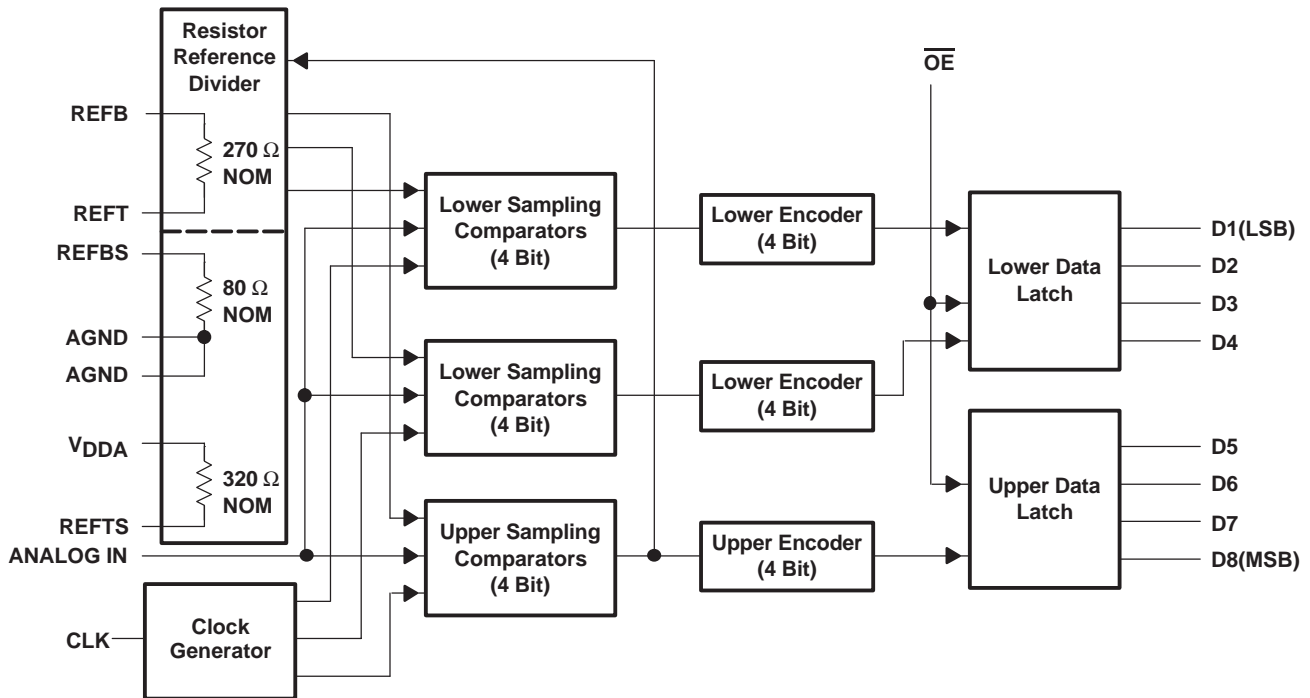 Resistor
Reference
Divider
OE
REFB
270 Ω
NOM
REFT
REFBS
80 Ω
NOM
AGND
AGND
VDDA
320 Ω
NOM
REFTS
ANALOG IN
CLK
Clock
Generator
Lower Sampling
Comparators
(4 Bit)
Lower Encoder
(4 Bit)
Lower Data
Latch
D1(LSB)
D2
D3
D4
Lower Sampling
Comparators
(4 Bit)
Lower Encoder
(4 Bit)
Upper Sampling
Comparators
(4 Bit)
Upper Encoder
(4 Bit)
Upper Data
Latch
D5
D6
D7
D8(MSB)